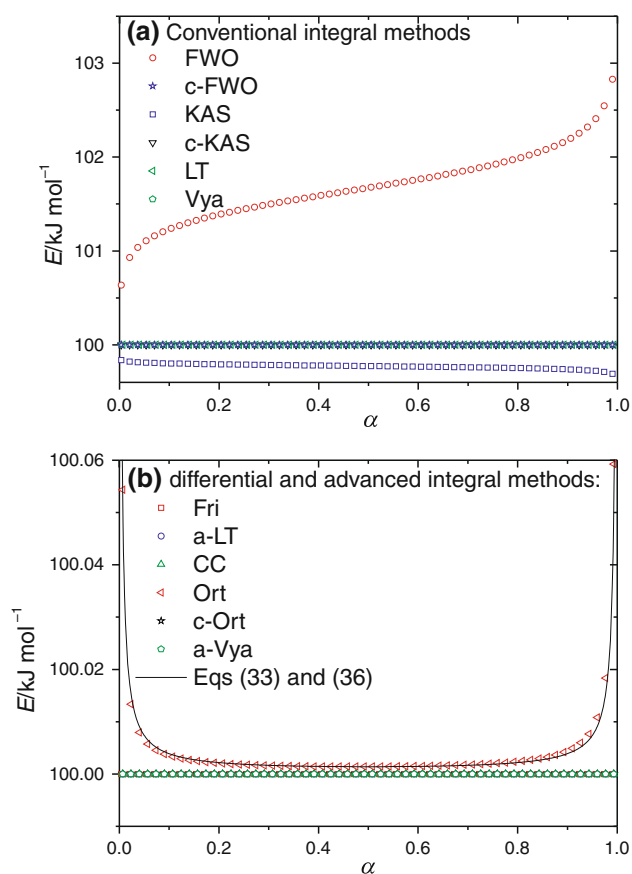 (a) Conventional integral methods
FWO
c-FWO
KAS
c-KAS
LT
Vya
103
102
101
100
E/kJ mol⁻¹
0.0 0.2 0.4 0.6 0.8 1.0
α
(b) differential and advanced integral methods:
Fri
a-LT
CC
Ort
c-Ort
a-Vya
Eqs (33) and (36)
100.06
100.04
100.02
100.00
E/kJ mol⁻¹
0.0 0.2 0.4 0.6 0.8 1.0
α